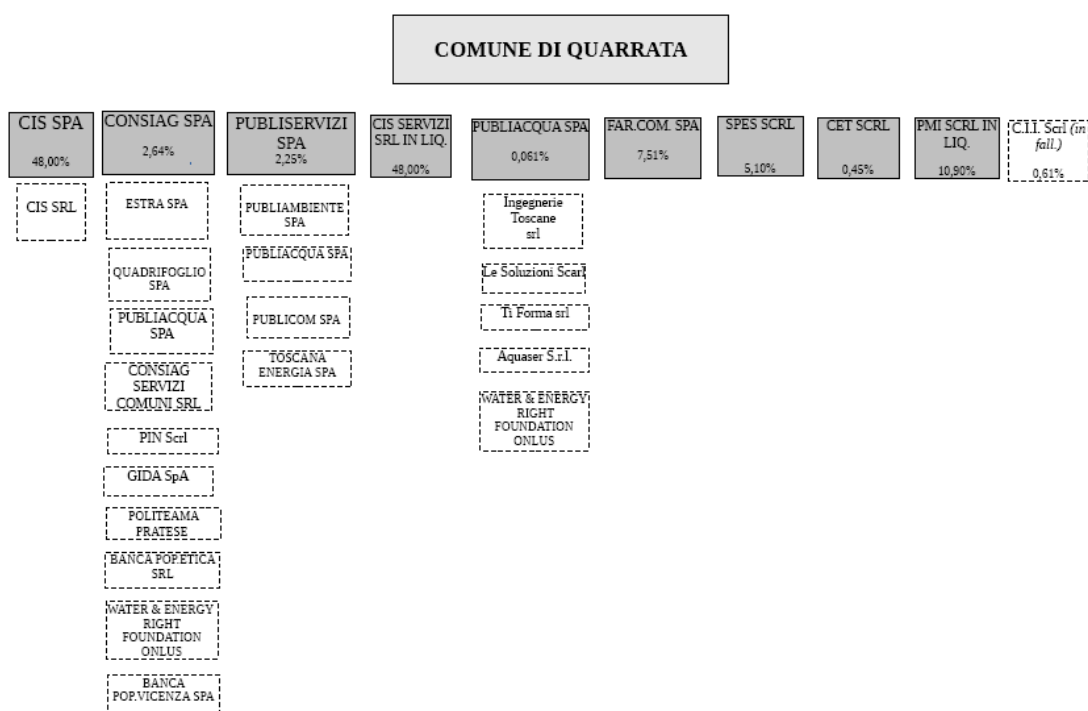 COMUNE DI QUARRATA
CIS SPA
48,00%
CONSIAG SPA
2,64%
PUBLISERVIZI
SPA
2,25%
CIS SERVIZI
SRL IN LIQ.
48,00%
PUBLIACQUA SPA
0,061%
FAR.COM. SPA
7,51%
SPES SCRL
5,10%
CET SCRL
0,45%
PMI SCRL IN
LIQ.
10,90%
C.I.I. Scrl (in
fall.)
0,61%
CIS SRL
ESTRA SPA
QUADRIFOGLIO
SPA
PUBLIACQUA
SPA
CONSIAG
SERVIZI
COMUNI SRL
PIN Scrl
GIDA SpA
POLITEAMA
PRATESE
BANCA POP.ETICA
SRL
WATER & ENERGY
RIGHT
FOUNDATION
ONLUS
BANCA
POP.VICENZA SPA
PUBLIAMBIENTE
SPA
PUBLIACQUA SPA
PUBLICOM SPA
TOSCANA
ENERGIA SPA
Ingegnerie
Toscane
srl
Le Soluzioni Scarl
Ti Forma srl
Aquaser S.r.l.
WATER & ENERGY
RIGHT
FOUNDATION
ONLUS